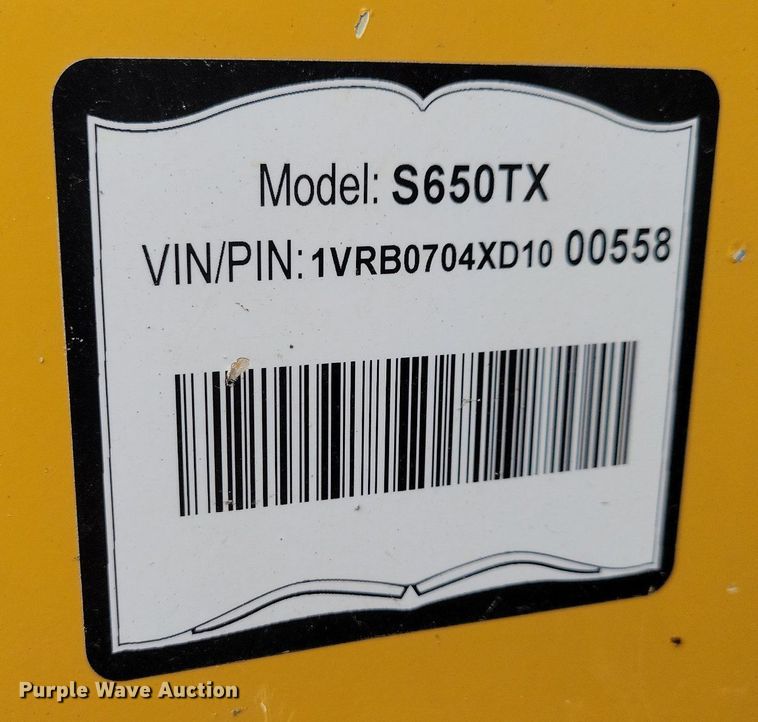 Model: S650TX
VIN/PIN: 1VRB0704XD10 00558
Purple Wave Auction